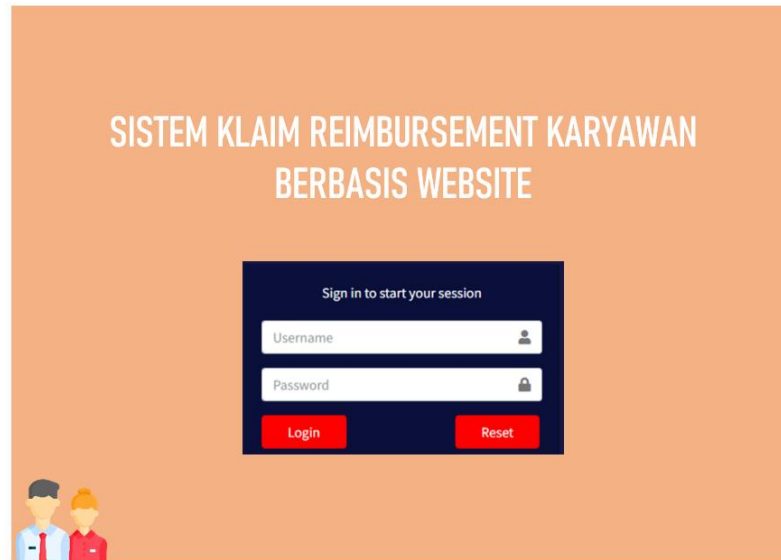 SISTEM KLAIM REIMBURSEMENT KARYAWAN
BERBASIS WEBSITE
Sign in to start your session
Username
Password
Login
Reset